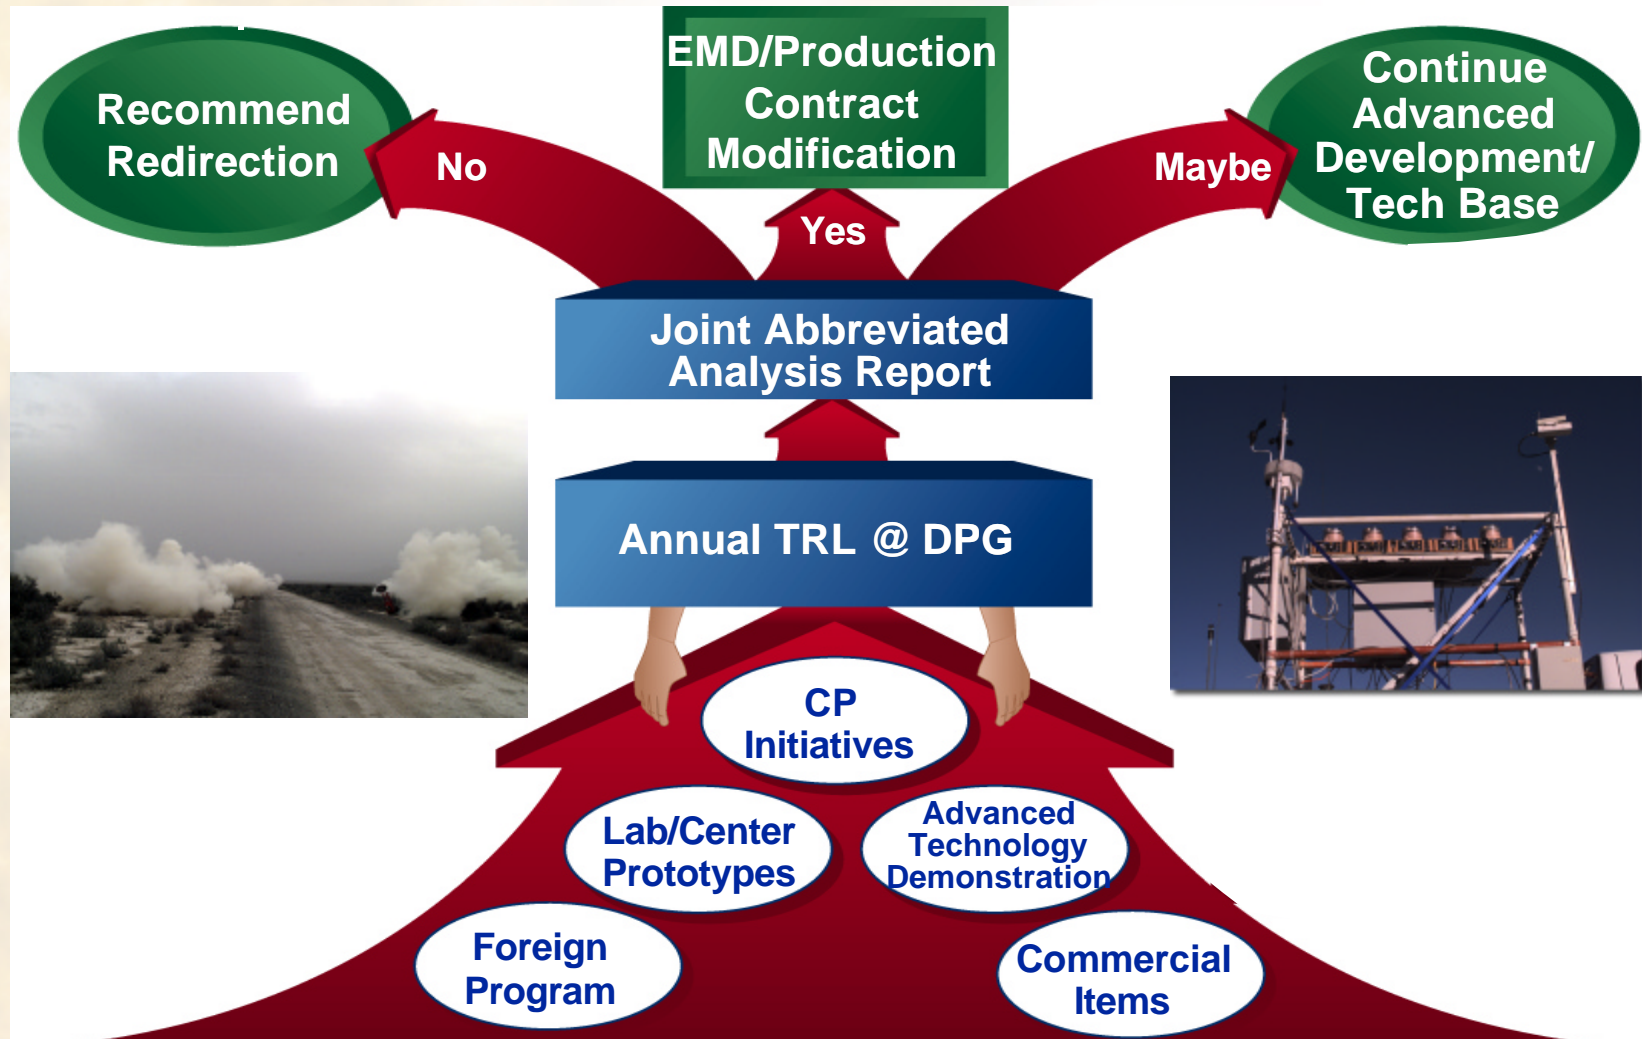 Recommend
Redirection
No
EMD/Production
Contract
Modification
Yes
Continue
Advanced
Development/
Tech Base
Maybe
Joint Abbreviated
Analysis Report
Annual TRL @ DPG
CP
Initiatives
Lab/Center
Prototypes
Advanced
Technology
Demonstration
Foreign
Program
Commercial
Items